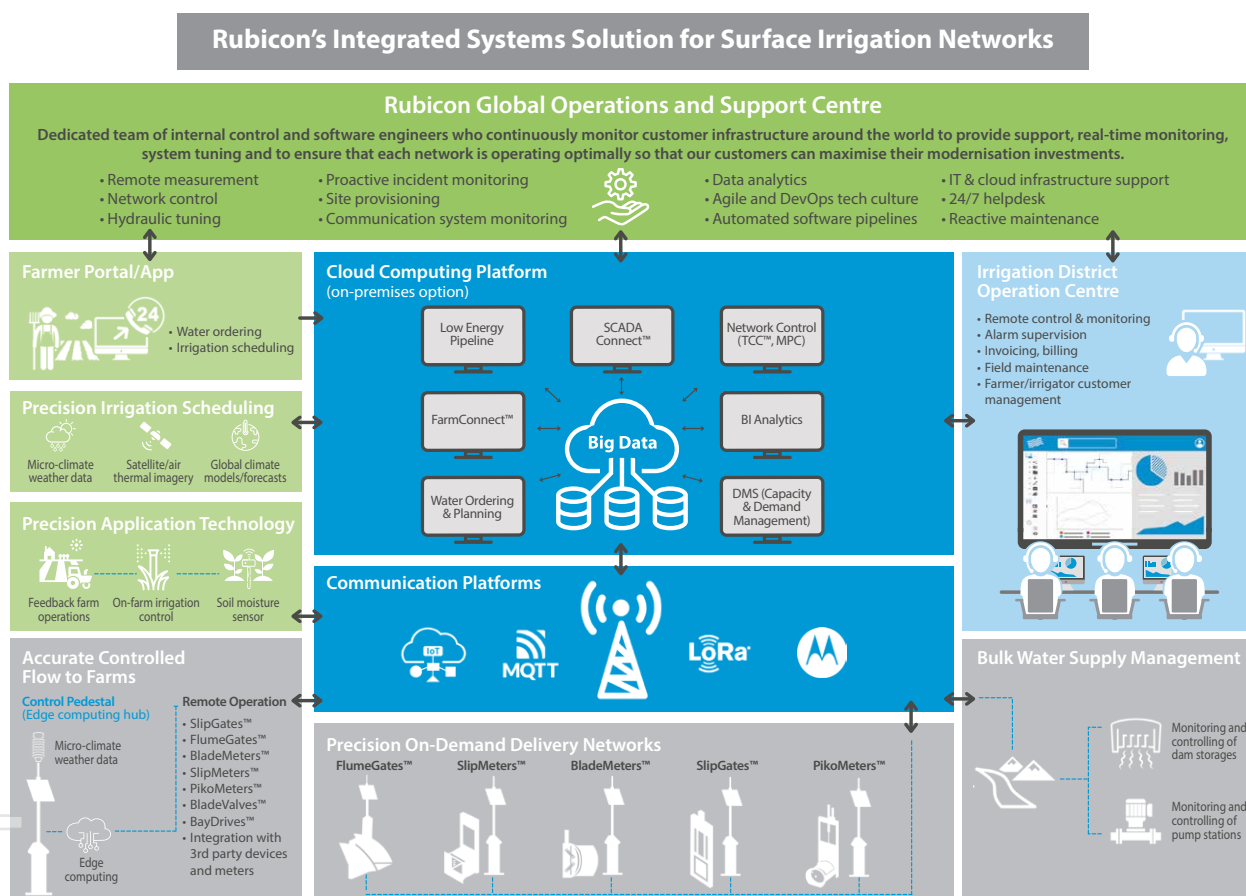 Rubicon's Integrated Systems Solution for Surface Irrigation Networks
Rubicon Global Operations and Support Centre
Dedicated team of internal control and software engineers who continuously monitor customer infrastructure around the world to provide support, real-time monitoring,
system tuning and to ensure that each network is operating optimally so that our customers can maximise their modernisation investments.
• Remote measurement
• Network control
• Hydraulic tuning
• Proactive incident monitoring
• Site provisioning
• Communication system monitoring
• Data analytics
• Agile and DevOps tech culture
• Automated software pipelines
• IT & cloud infrastructure support
• 24/7 helpdesk
• Reactive maintenance
Farmer Portal/App
24
• Water ordering
• Irrigation scheduling
Precision Irrigation Scheduling
Micro-climate
weather data
Satellite/air
thermal imagery
Global climate
models/forecasts
Precision Application Technology
Feedback farm
operations
On-farm irrigation
control
Soil moisture
sensor
Accurate Controlled
Flow to Farms
Control Pedestal
(Edge computing hub)
Micro-climate
weather data
Edge
computing
Remote Operation
• SlipGates™
• FlumeGates™
• BladeMeters™
• SlipMeters™
• PikoMeters™
• BladeValves™
• BayDrives™
• Integration with
3rd party devices
and meters
Cloud Computing Platform
(on-premises option)
Low Energy
Pipeline
SCADA
Connect™
Network Control
(TCC™, MPC)
FarmConnect™
Big Data
BI Analytics
Water Ordering
& Planning
DMS (Capacity
& Demand
Management)
Communication Platforms
IoT
MQTT
LoRa
Precision On-Demand Delivery Networks
FlumeGates™
SlipMeters™
BladeMeters™
SlipGates™
PikoMeters™
Irrigation District
Operation Centre
• Remote control & monitoring
• Alarm supervision
• Invoicing, billing
• Field maintenance
• Farmer/irrigator customer
management
Bulk Water Supply Management
Monitoring and
controlling of
dam storages
Monitoring and
controlling of
pump stations